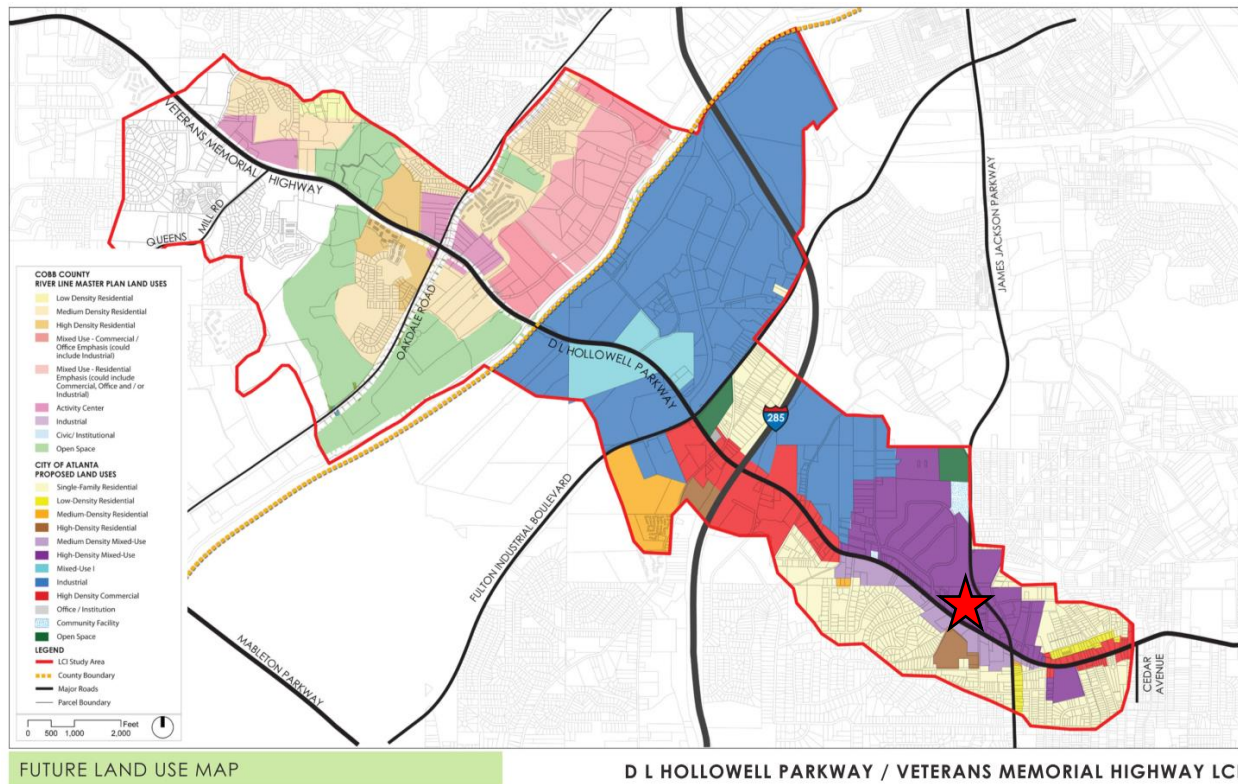 VETERANS MEMORIAL HIGHWAY
QUEENS MILL RD
OAKDALE ROAD
D L HOLLOWELL PARKWAY
JAMES JACKSON PARKWAY
285
FULTON INDUSTRIAL BOULEVARD
MABLETON PARKWAY
CEDAR
AVENUE
COBB COUNTY
RIVER LINE MASTER PLAN LAND USES
Low Density Residential
Medium Density Residential
High Density Residential
Mixed Use - Commercial /
Office Emphasis (could
include Industrial)
Mixed Use - Residential
Emphasis (could include
Commercial, Office and / or
Industrial)
Activity Center
Industrial
Civic/ Institutional
Open Space
CITY OF ATLANTA
PROPOSED LAND USES
Single-Family Residential
Low-Density Residential
Medium-Density Residential
High-Density Residential
Medium Density Mixed-Use
High-Density Mixed-Use
Mixed-Use I
Industrial
High Density Commercial
Office / Institution
Community Facility
Open Space
LEGEND
LCI Study Area
County Boundary
Major Roads
Parcel Boundary
Feet
0 500 1,000 2,000
FUTURE LAND USE MAP
D L HOLLOWELL PARKWAY / VETERANS MEMORIAL HIGHWAY LCI